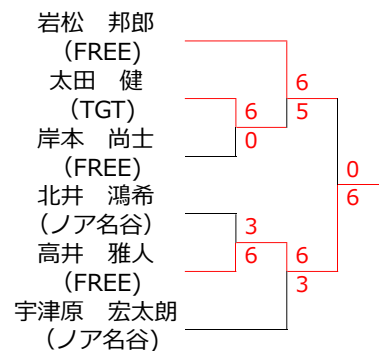 岩松　邦郎
(FREE)
太田　健
(TGT)
岸本　尚士
(FREE)
北井　鴻希
(ノア名谷)
高井　雅人
(FREE)
宇津原　宏太朗
(ノア名谷)
6
0
6
5
3
6
6
3
0
6